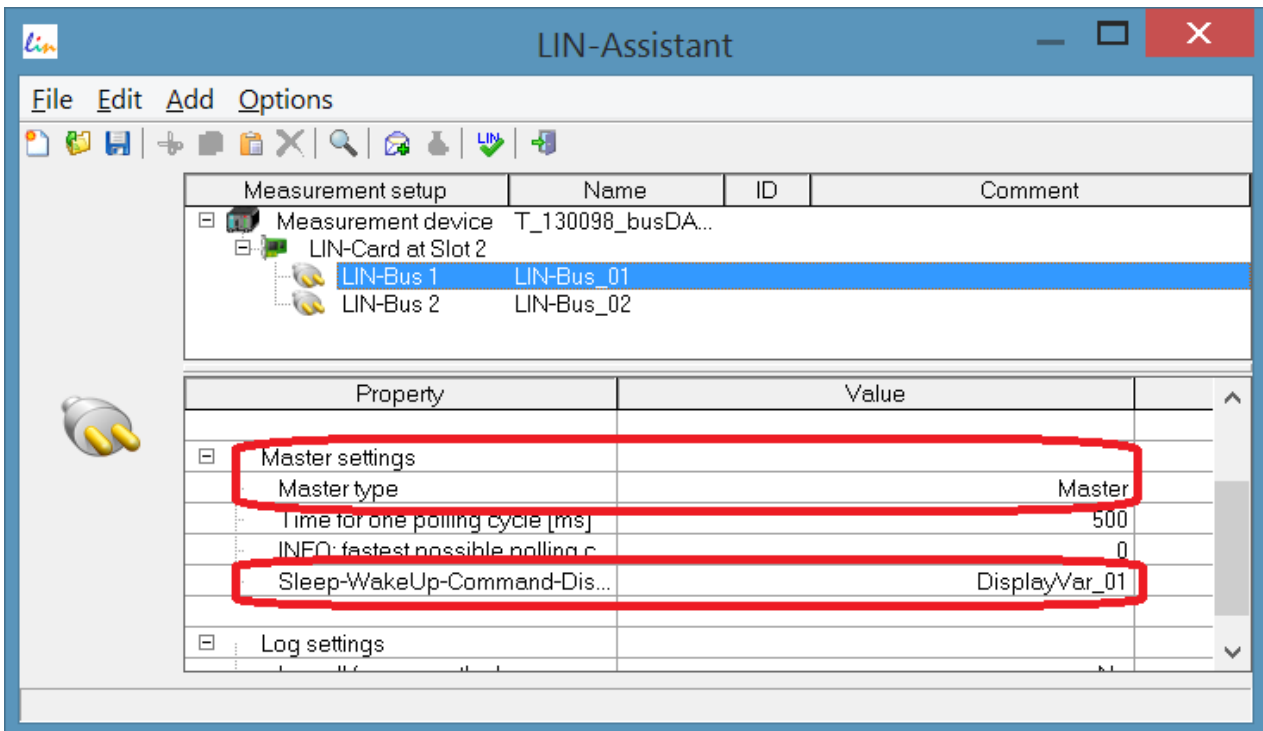 lin
LIN-Assistant
File Edit Add Options
LIN
Measurement setup Name ID Comment
Measurement device T_130098_busDA...
LIN-Card at Slot 2
LIN-Bus 1 LIN-Bus_01
LIN-Bus 2 LIN-Bus_02
Property Value
Master settings
Master type Master
Time for one polling cycle [ms] 500
INFO: fastest possible polling c... 0
Sleep-WakeUp-Command-Dis... DisplayVar_01
Log settings